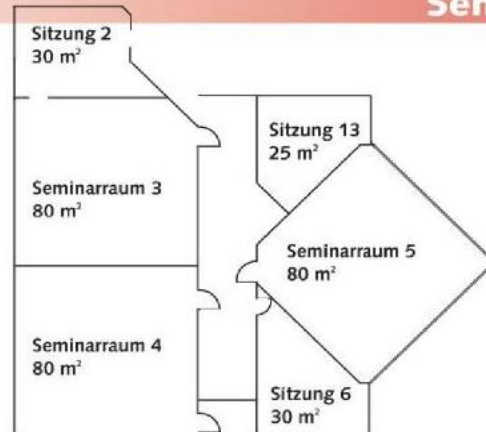 Sitzung 2
30 m²
Sitzung 13
25 m²
Seminarraum 3
80 m²
Seminarraum 5
80 m²
Seminarraum 4
80 m²
Sitzung 6
30 m²